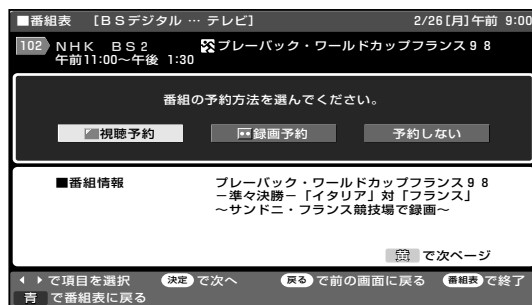 ■番組表 [BSデジタル … テレビ] 2/26[月]午前 9:00
102 NHK BS2 プレーバック・ワールドカップフランス98
午前11:00～午後 1:30
番組の予約方法を選んでください。
視聴予約 録画予約 予約しない
■番組情報 プレーバック・ワールドカップフランス98
－準々決勝－「イタリア」対「フランス」
～サンドニ・フランス競技場で録画～
黄 で次ページ
で項目を選択 決定 で次へ 戻る で前の画面に戻る 番組表 で終了
青 で番組表に戻る